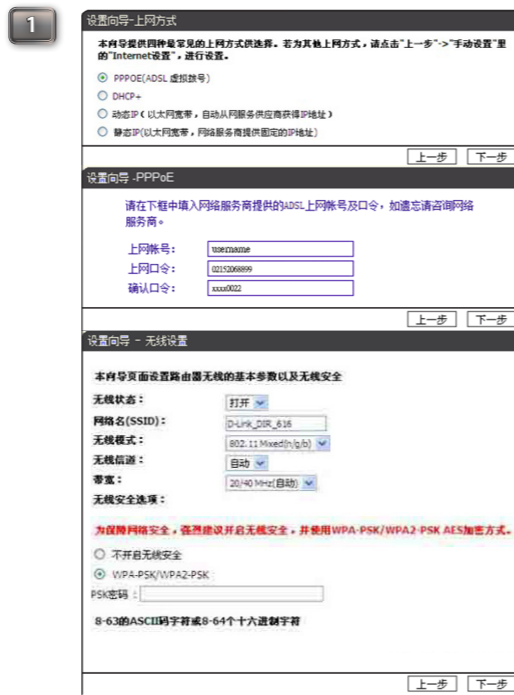 1
设置向导-上网方式
本向导提供四种最常见的上网方式供选择。若为其他上网方式,请点击"上一步"->"手动设置"里
的"Internet设置",进行设置。
PPPOE(ADSL 虚拟拨号)
DHCP+
动态IP(以太网宽带,自动从网服务供应商获得IP地址)
静态IP(以太网宽带,网络服务商提供固定的IP地址)
上一步 下一步
设置向导 -PPPoE
请在下框中填入网络服务商提供的ADSL上网帐号及口令,如遗忘请咨询网络
服务商。
上网帐号: username
上网口令: 02152068899
确认口令: xxxx0022
上一步 下一步
设置向导 - 无线设置
本向导页面设置路由器无线的基本参数以及无线安全
无线状态: 打开
网络名(SSID): D-Link_DIR_616
无线模式: 802.11 Mixed(n/g/b)
无线信道: 自动
带宽: 20/40 MHz(自动)
无线安全选项:
为保障网络安全,强烈建议开启无线安全,并使用WPA-PSK/WPA2-PSK AES加密方式。
不开启无线安全
WPA-PSK/WPA2-PSK
PSK密码 :
8-63的ASCII码字符或8-64个十六进制字符
上一步 下一步